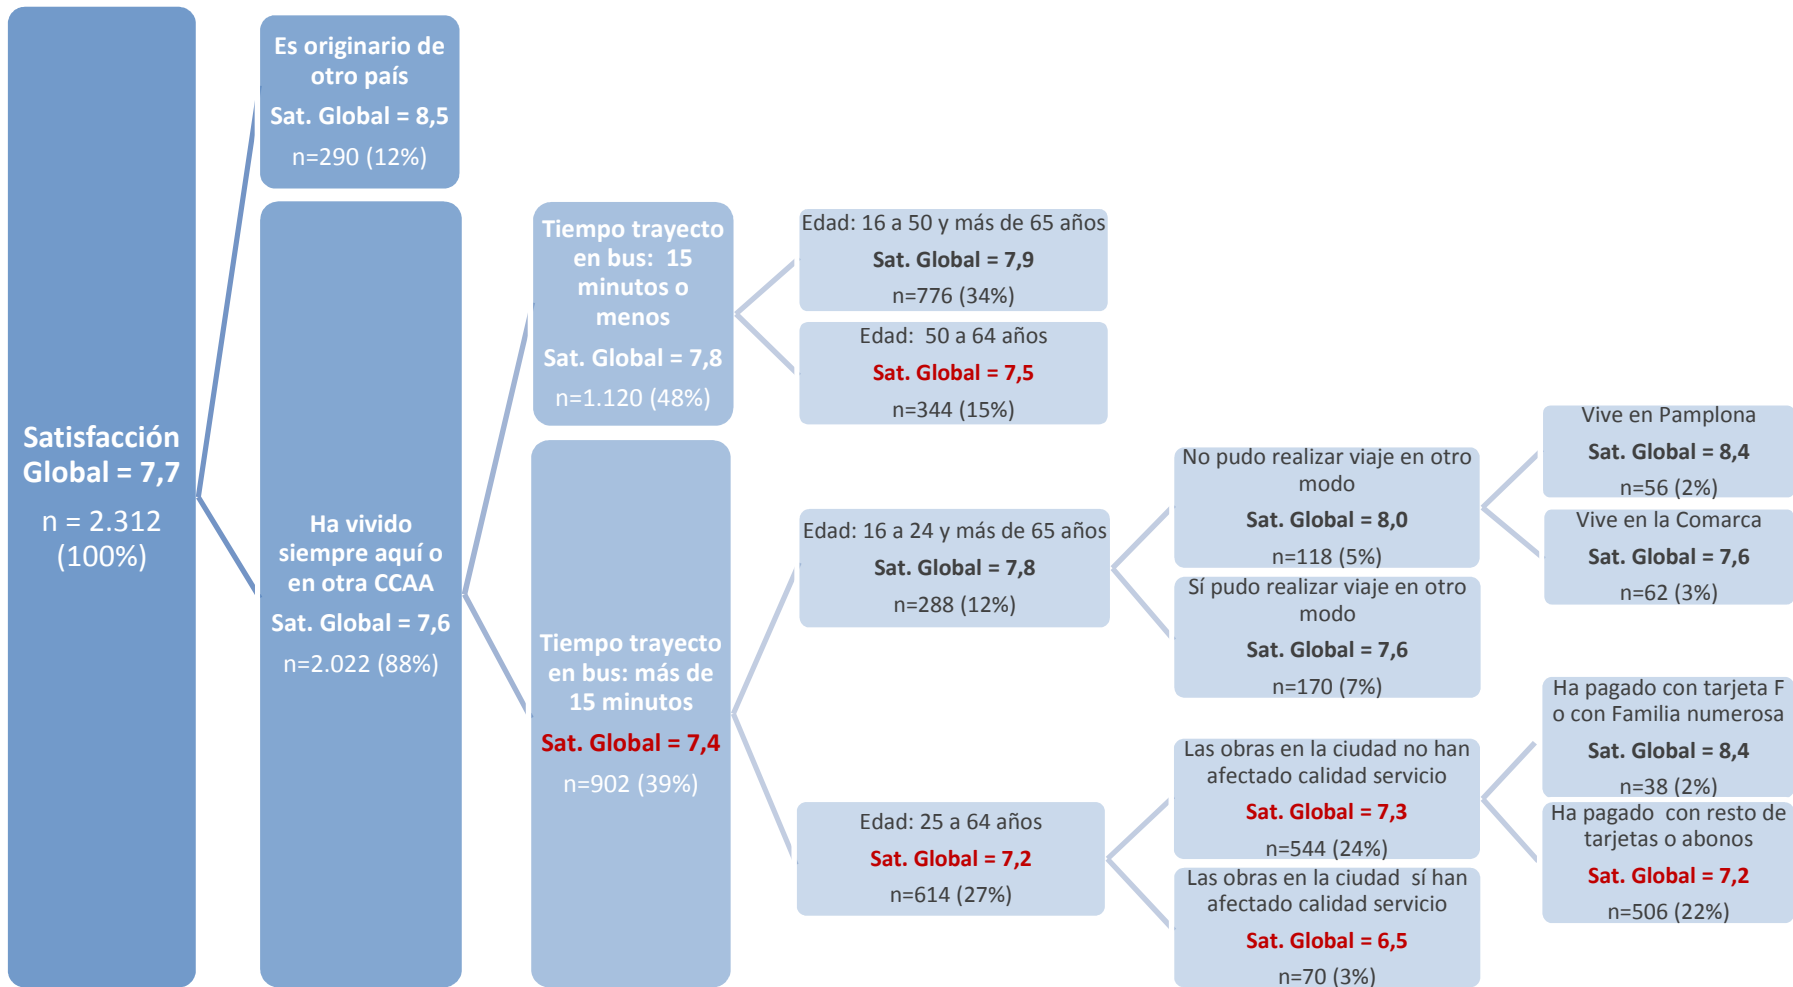 Satisfacción
Global = 7,7
n = 2.312
(100%)
Es originario de
otro país
Sat. Global = 8,5
n=290 (12%)
Ha vivido
siempre aquí o
en otra CCAA
Sat. Global = 7,6
n=2.022 (88%)
Tiempo trayecto
en bus: 15
minutos o
menos
Sat. Global = 7,8
n=1.120 (48%)
Tiempo trayecto
en bus: más de
15 minutos
Sat. Global = 7,4
n=902 (39%)
Edad: 16 a 50 y más de 65 años
Sat. Global = 7,9
n=776 (34%)
Edad: 50 a 64 años
Sat. Global = 7,5
n=344 (15%)
Edad: 16 a 24 y más de 65 años
Sat. Global = 7,8
n=288 (12%)
Edad: 25 a 64 años
Sat. Global = 7,2
n=614 (27%)
No pudo realizar viaje en otro
modo
Sat. Global = 8,0
n=118 (5%)
Sí pudo realizar viaje en otro
modo
Sat. Global = 7,6
n=170 (7%)
Las obras en la ciudad no han
afectado calidad servicio
Sat. Global = 7,3
n=544 (24%)
Las obras en la ciudad sí han
afectado calidad servicio
Sat. Global = 6,5
n=70 (3%)
Vive en Pamplona
Sat. Global = 8,4
n=56 (2%)
Vive en la Comarca
Sat. Global = 7,6
n=62 (3%)
Ha pagado con tarjeta F
o con Familia numerosa
Sat. Global = 8,4
n=38 (2%)
Ha pagado con resto de
tarjetas o abonos
Sat. Global = 7,2
n=506 (22%)